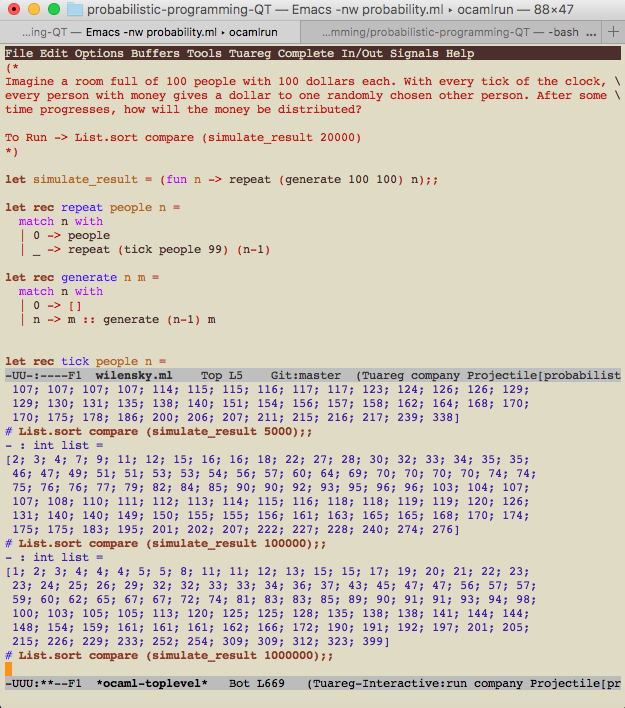 probabilistic-programming-QT — Emacs -nw probability.ml ▸ ocamlrun — 88×47
...ing-QT — Emacs -nw probability.ml ▸ ocamlrun ...mming/probabilistic-programming-QT — -bash ... +
File Edit Options Buffers Tools Tuareg Complete In/Out Signals Help
(*
Imagine a room full of 100 people with 100 dollars each. With every tick of the clock, \
every person with money gives a dollar to one randomly chosen other person. After some \
time progresses, how will the money be distributed?
To Run -> List.sort compare (simulate_result 20000)
*)
let simulate_result = (fun n -> repeat (generate 100 100) n);;
let rec repeat people n =
match n with
| 0 -> people
| _ -> repeat (tick people 99) (n-1)
let rec generate n m =
match n with
| 0 -> []
| n -> m :: generate (n-1) m
let rec tick people n =
-UU-:----F1 wilensky.ml Top L5 Git:master (Tuareg company Projectile[probabilist
107; 107; 107; 107; 114; 115; 115; 116; 117; 117; 123; 124; 126; 126; 129;
129; 130; 131; 135; 138; 140; 151; 154; 156; 157; 158; 162; 164; 168; 170;
170; 175; 178; 186; 200; 206; 207; 211; 215; 216; 217; 239; 338]
# List.sort compare (simulate_result 5000);;
- : int list =
[2; 3; 4; 7; 9; 11; 12; 15; 16; 16; 18; 22; 27; 28; 30; 32; 33; 34; 35; 35;
46; 47; 49; 51; 51; 53; 53; 54; 56; 57; 60; 64; 69; 70; 70; 70; 70; 74; 74;
75; 76; 76; 77; 79; 82; 84; 85; 90; 90; 92; 93; 95; 96; 96; 103; 104; 107;
107; 108; 110; 111; 112; 113; 114; 115; 116; 118; 118; 119; 119; 120; 126;
131; 140; 140; 149; 150; 155; 155; 156; 161; 163; 165; 165; 168; 170; 174;
175; 175; 183; 195; 201; 202; 207; 222; 227; 228; 240; 274; 276]
# List.sort compare (simulate_result 100000);;
- : int list =
[1; 2; 3; 4; 4; 4; 5; 5; 8; 11; 11; 12; 13; 15; 15; 17; 19; 20; 21; 22; 23;
23; 24; 25; 26; 29; 32; 32; 33; 33; 34; 36; 37; 43; 45; 47; 47; 56; 57; 57;
59; 60; 62; 65; 67; 67; 72; 74; 81; 83; 83; 85; 89; 90; 91; 91; 93; 94; 98;
100; 103; 105; 105; 113; 120; 125; 125; 128; 135; 138; 138; 141; 144; 144;
148; 154; 159; 161; 161; 161; 162; 166; 172; 190; 191; 192; 197; 201; 205;
215; 226; 229; 233; 252; 254; 309; 309; 312; 323; 399]
# List.sort compare (simulate_result 1000000);;
-UUU:**--F1 *ocaml-toplevel* Bot L669 (Tuareg-Interactive:run company Projectile[pr